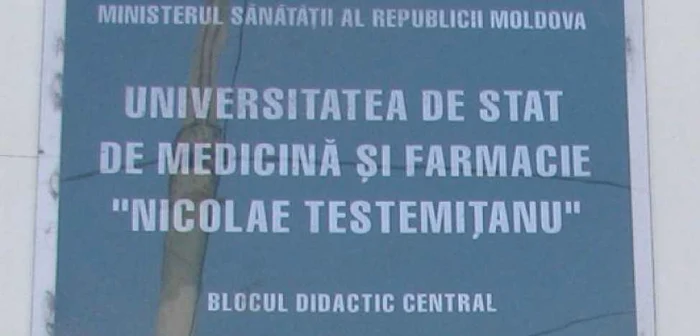 MINISTERUL SĂNĂTĂȚII AL REPUBLICII MOLDOVA
UNIVERSITATEA DE STAT
DE MEDICINĂ ȘI FARMACIE
"NICOLAE TESTEMIȚANU"
BLOCUL DIDACTIC CENTRAL